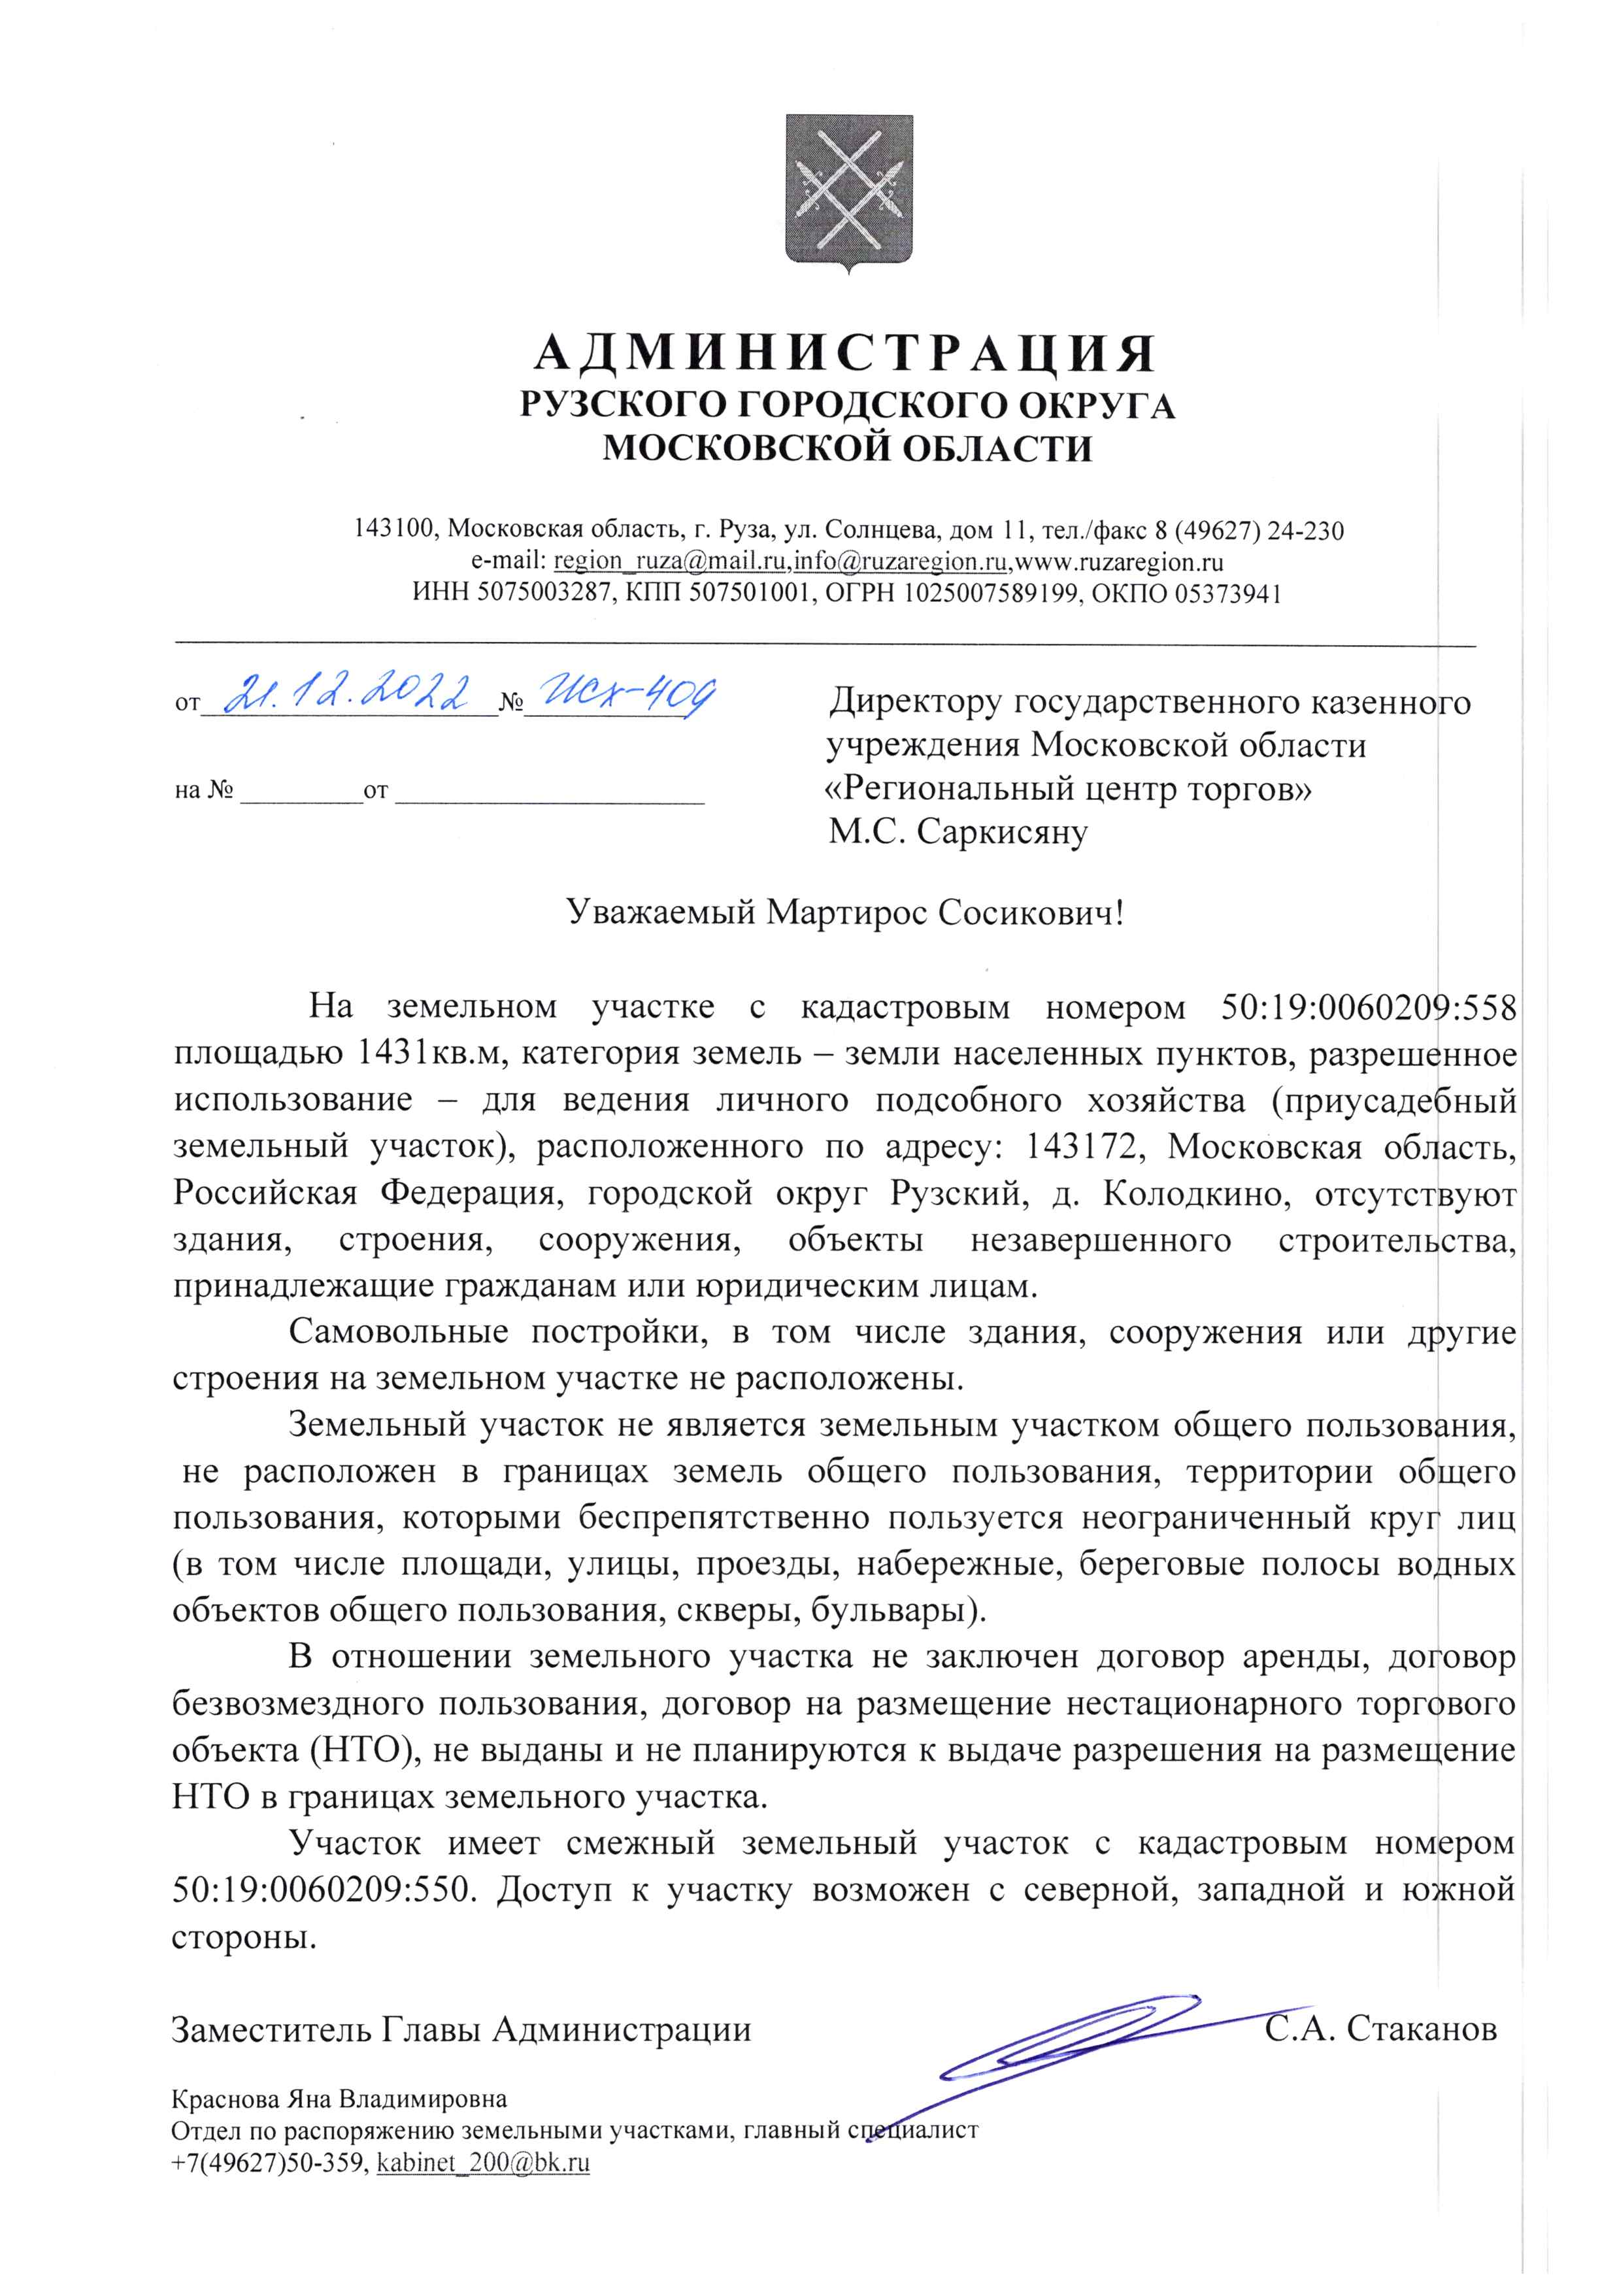 АДМИНИСТРАЦИЯ
РУЗСКОГО ГОРОДСКОГО ОКРУГА
МОСКОВСКОЙ ОБЛАСТИ
143100, Московская область, г. Руза, ул. Солнцева, дом 11, тел./факс 8 (49627) 24-230
e-mail: region_ruza@mail.ru,info@ruzaregion.ru,www.ruzaregion.ru
ИНН 5075003287, КПП 507501001, ОГРН 1025007589199, ОКПО 05373941
от 21.12.2022 № Исх-409
на № __________от _________________________
Директору государственного казенного
учреждения Московской области
«Региональный центр торгов»
М.С. Саркисяну
Уважаемый Мартирос Сосикович!
На земельном участке с кадастровым номером 50:19:0060209:558
площадью 1431кв.м, категория земель – земли населенных пунктов, разрешенное
использование – для ведения личного подсобного хозяйства (приусадебный
земельный участок), расположенного по адресу: 143172, Московская область,
Российская Федерация, городской округ Рузский, д. Колодкино, отсутствуют
здания, строения, сооружения, объекты незавершенного строительства,
принадлежащие гражданам или юридическим лицам.
Самовольные постройки, в том числе здания, сооружения или другие
строения на земельном участке не расположены.
Земельный участок не является земельным участком общего пользования,
не расположен в границах земель общего пользования, территории общего
пользования, которыми беспрепятственно пользуется неограниченный круг лиц
(в том числе площади, улицы, проезды, набережные, береговые полосы водных
объектов общего пользования, скверы, бульвары).
В отношении земельного участка не заключен договор аренды, договор
безвозмездного пользования, договор на размещение нестационарного торгового
объекта (НТО), не выданы и не планируются к выдаче разрешения на размещение
НТО в границах земельного участка.
Участок имеет смежный земельный участок с кадастровым номером
50:19:0060209:550. Доступ к участку возможен с северной, западной и южной
стороны.
Заместитель Главы Администрации С.А. Стаканов
Краснова Яна Владимировна
Отдел по распоряжению земельными участками, главный специалист
+7(49627)50-359, kabinet_200@bk.ru